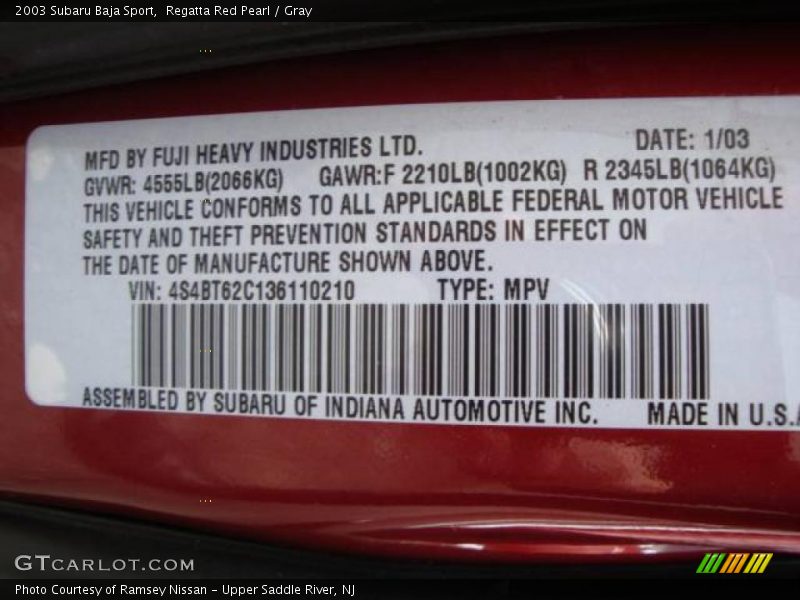 2003 Subaru Baja Sport,  Regatta Red Pearl / Gray
DATE: 1/03
MFD BY FUJI HEAVY INDUSTRIES LTD.
GVWR: 4555LB(2066KG) GAWR:F 2210LB(1002KG) R 2345LB(1064KG)
THIS VEHICLE CONFORMS TO ALL APPLICABLE FEDERAL MOTOR VEHICLE
SAFETY AND THEFT PREVENTION STANDARDS IN EFFECT ON
THE DATE OF MANUFACTURE SHOWN ABOVE.
VIN: 4S4BT62C136110210 TYPE: MPV
ASSEMBLED BY SUBARU OF INDIANA AUTOMOTIVE INC. MADE IN U.S.A
GTCARLOT.COM
Photo Courtesy of Ramsey Nissan - Upper Saddle River, NJ